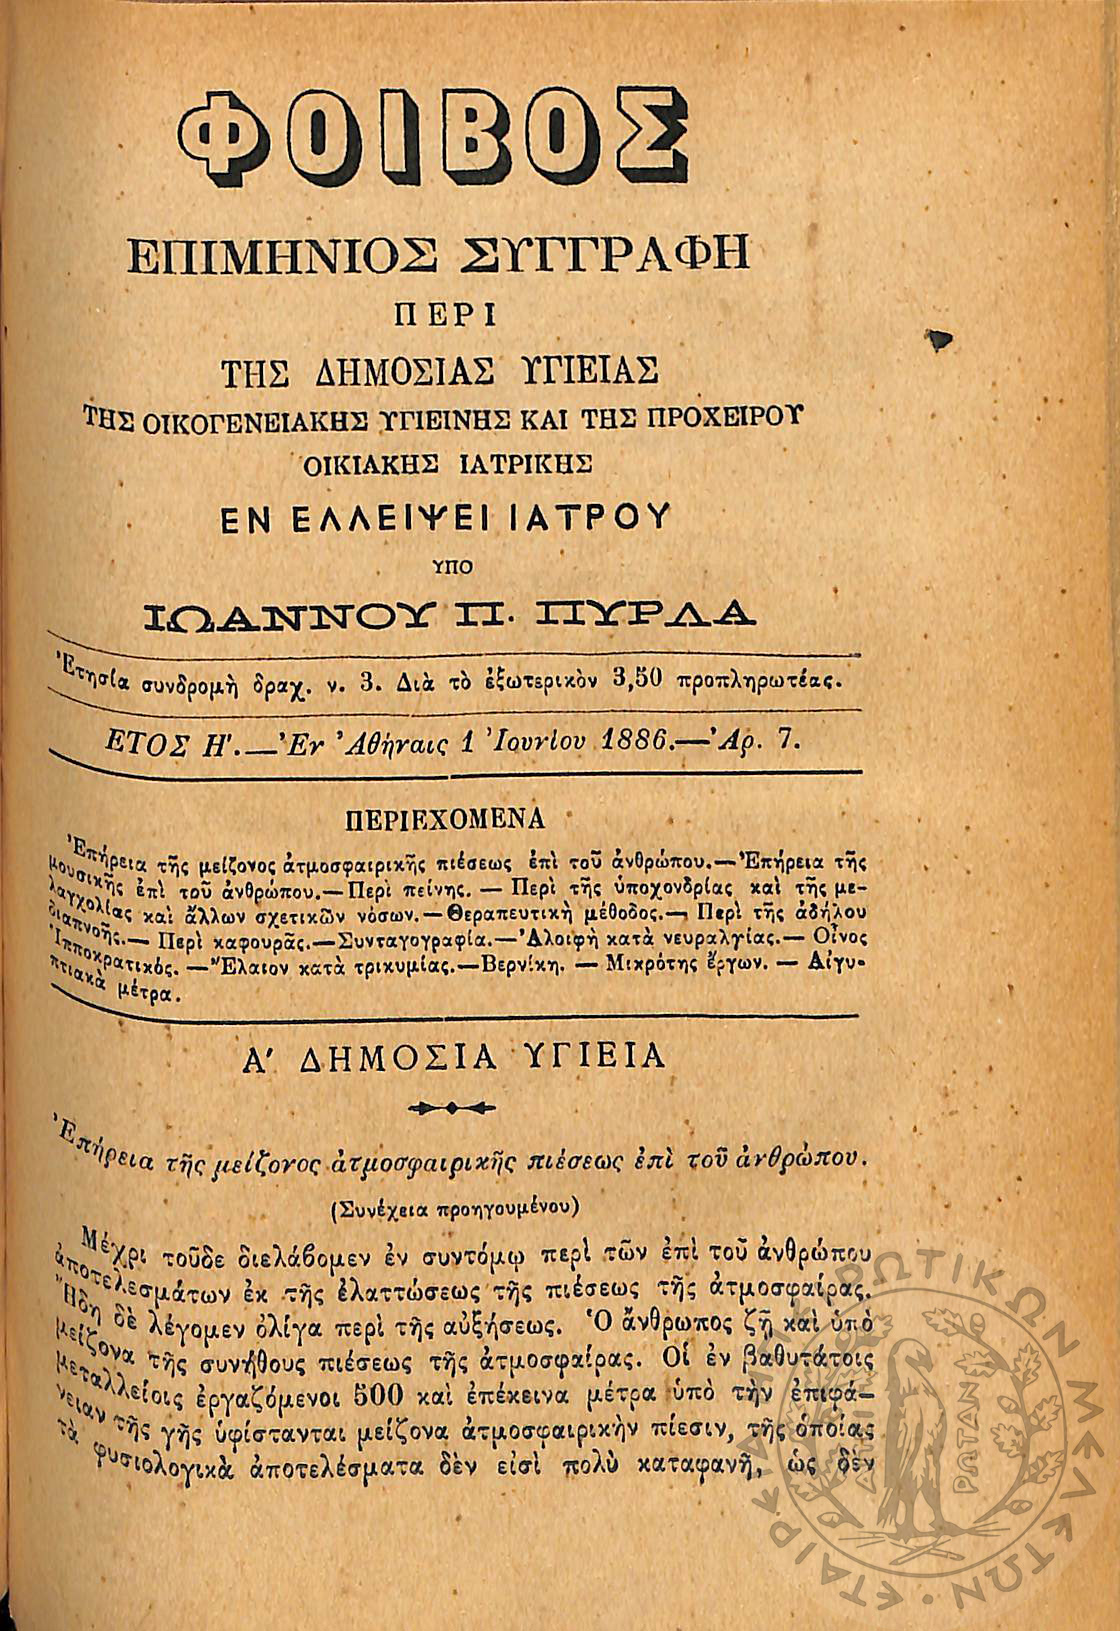 ΦΟΙΒΟΣ
ΕΠΙΜΗΝΙΟΣ ΣΥΓΓΡΑΦΗ
ΠΕΡΙ
ΤΗΣ ΔΗΜΟΣΙΑΣ ΥΓΙΕΙΑΣ
ΤΗΣ ΟΙΚΟΓΕΝΕΙΑΚΗΣ ΥΓΙΕΙΝΗΣ ΚΑΙ ΤΗΣ ΠΡΟΧΕΙΡΟΥ
ΟΙΚΙΑΚΗΣ ΙΑΤΡΙΚΗΣ
ΕΝ ΕΛΛΕΙΨΕΙ ΙΑΤΡΟΥ
ΥΠΟ
ΙΩΑΝΝΟΥ Π. ΠΥΡΛΑ
Ἐτησία συνδρομὴ δραχ. ν. 3. Διὰ τὸ ἐξωτερικὸν 3,50 προπληρωτέας.
ΕΤΟΣ Η'.—Ἐν Ἀθήναις 1 Ἰουνίου 1886.—Ἀρ. 7.
ΠΕΡΙΕΧΟΜΕΝΑ
Ἐπήρεια τῆς μείζονος ἀτμοσφαιρικῆς πιέσεως ἐπὶ τοῦ ἀνθρώπου.—Ἐπήρεια τῆς
μουσικῆς ἐπὶ τοῦ ἀνθρώπου.—Περὶ πείνης. — Περὶ τῆς ὑποχονδρίας καὶ τῆς με-
λαγχολίας καὶ ἄλλων σχετικῶν νόσων.—Θεραπευτικὴ μέθοδος.— Περὶ τῆς ἀδήλου
διαπνοῆς.— Περὶ καφουρᾶς.—Συνταγογραφία.—Ἀλοιφὴ κατὰ νευραλγίας.— Οἶνος
Ἱπποκρατικός. —Ἔλαιον κατὰ τρικυμίας.—Βερνίκη. — Μικρότης ἔργων. — Αἰγυ-
πτιακὰ μέτρα.
Α' ΔΗΜΟΣΙΑ ΥΓΙΕΙΑ
Ἐπήρεια τῆς μείζονος ἀτμοσφαιρικῆς πιέσεως ἐπὶ τοῦ ἀνθρώπου.
(Συνέχεια προηγουμένου)
Μέχρι τοῦδε διελάβομεν ἐν συντόμῳ περὶ τῶν ἐπὶ τοῦ ἀνθρώπου
ἀποτελεσμάτων ἐκ τῆς ἐλαττώσεως τῆς πιέσεως τῆς ἀτμοσφαίρας.
Ἤδη δὲ λέγομεν ὀλίγα περὶ τῆς αὐξήσεως. Ὁ ἄνθρωπος ζῇ καὶ ὑπὸ
μείζονα τῆς συνήθους πιέσεως τῆς ἀτμοσφαίρας. Οἱ ἐν βαθυτάτοις
μεταλλείοις ἐργαζόμενοι 500 καὶ ἐπέκεινα μέτρα ὑπὸ τὴν ἐπιφά-
νειαν τῆς γῆς ὑφίστανται μείζονα ἀτμοσφαιρικὴν πίεσιν, τῆς ὁποίας
τὰ φυσιολογικὰ ἀποτελέσματα δὲν εἰσὶ πολὺ καταφανῆ, ὡς δὲν
ΕΤΑΙΡΕΙΑ ΗΠΕΙΡΩΤΙΚΩΝ ΜΕΛΕΤΩΝ